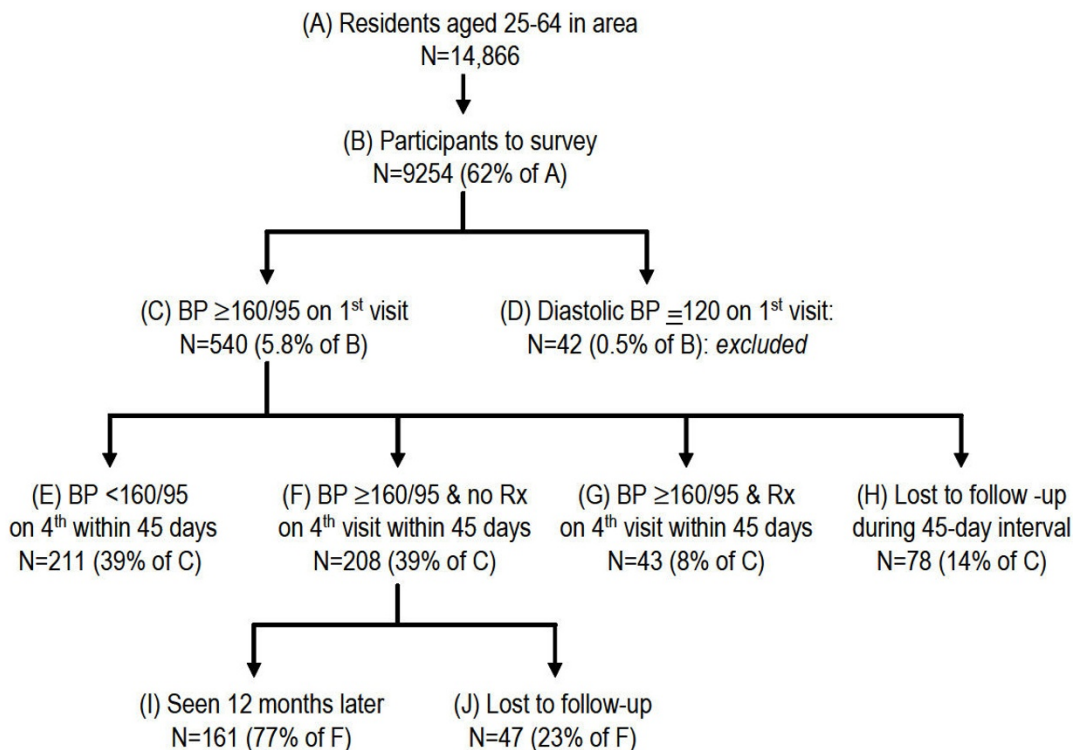 (A) Residents aged 25-64 in area
N=14,866
(B) Participants to survey
N=9254 (62% of A)
(C) BP ≥160/95 on 1st visit
N=540 (5.8% of B)
(D) Diastolic BP =120 on 1st visit:
N=42 (0.5% of B): excluded
(E) BP <160/95
on 4th within 45 days
N=211 (39% of C)
(F) BP ≥160/95 & no Rx
on 4th visit within 45 days
N=208 (39% of C)
(G) BP ≥160/95 & Rx
on 4th visit within 45 days
N=43 (8% of C)
(H) Lost to follow -up
during 45-day interval
N=78 (14% of C)
(I) Seen 12 months later
N=161 (77% of F)
(J) Lost to follow-up
N=47 (23% of F)